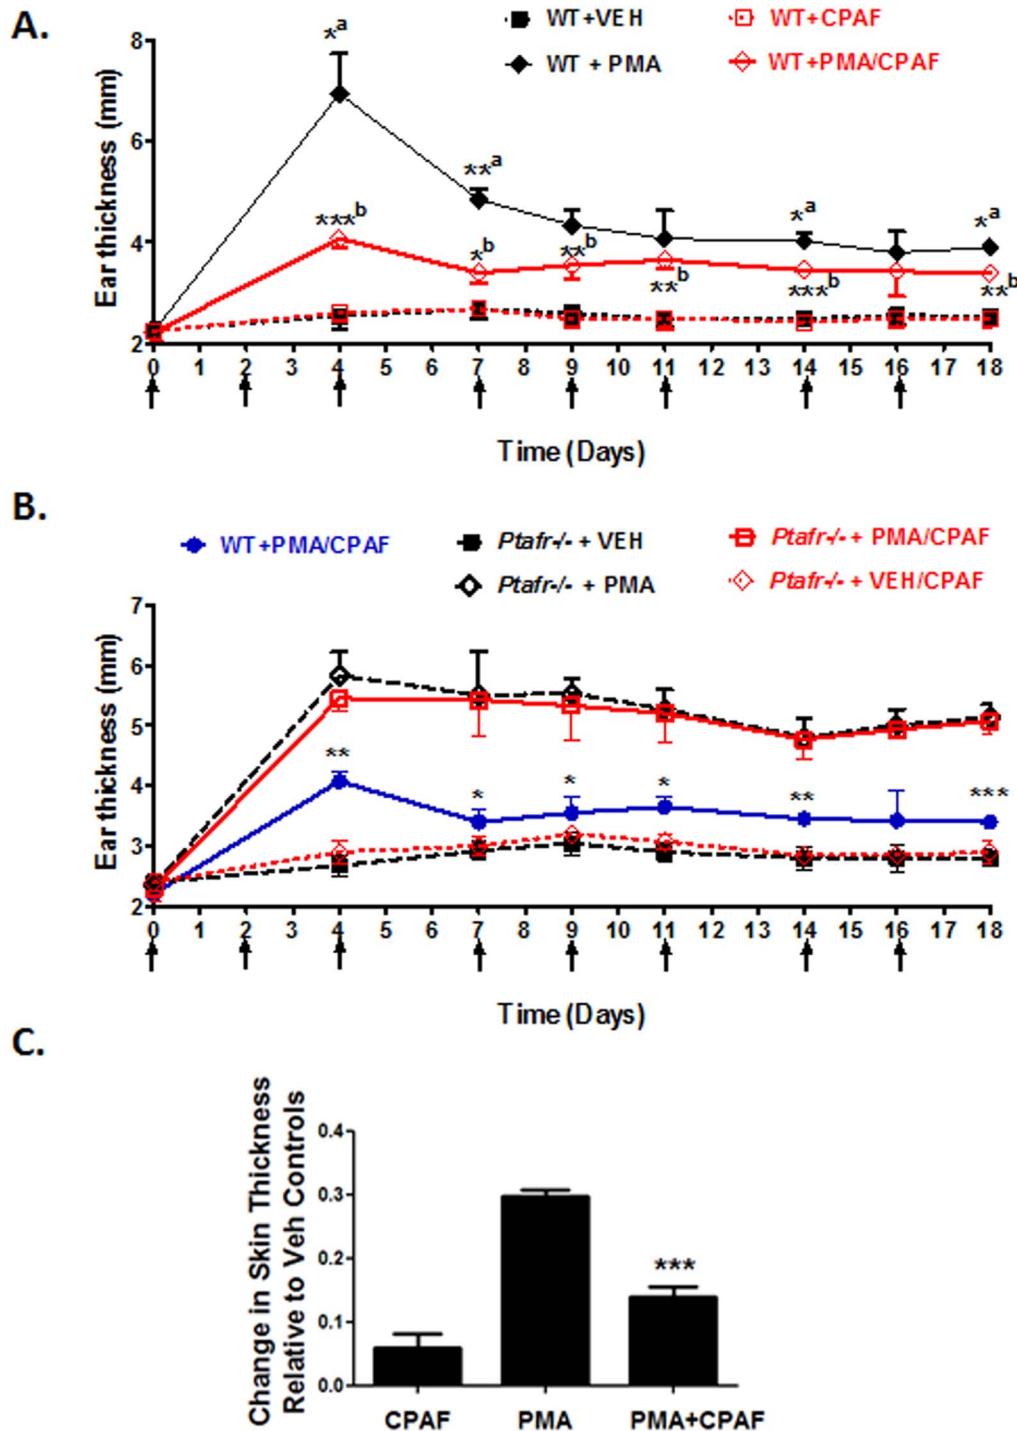 A.
WT+VEH WT+CPAF
WT + PMA WT+PMA/CPAF
Ear thickness (mm)
8
6
4
2
*a
**a
*a
*a
***b
*b
**b
**b
***b
**b
0 1 2 3 4 5 6 7 8 9 10 11 12 13 14 15 16 17 18
Time (Days)
B.
WT+PMA/CPAF Ptafr-/- + VEH Ptafr-/- + PMA/CPAF
Ptafr-/- + PMA Ptafr-/- + VEH/CPAF
Ear thickness (mm)
7
6
5
4
3
2
** * * * ** ***
0 1 2 3 4 5 6 7 8 9 10 11 12 13 14 15 16 17 18
Time (Days)
C.
Change in Skin Thickness
Relative to Veh Controls
0.4
0.3
0.2
0.1
0.0
***
CPAF PMA PMA+CPAF